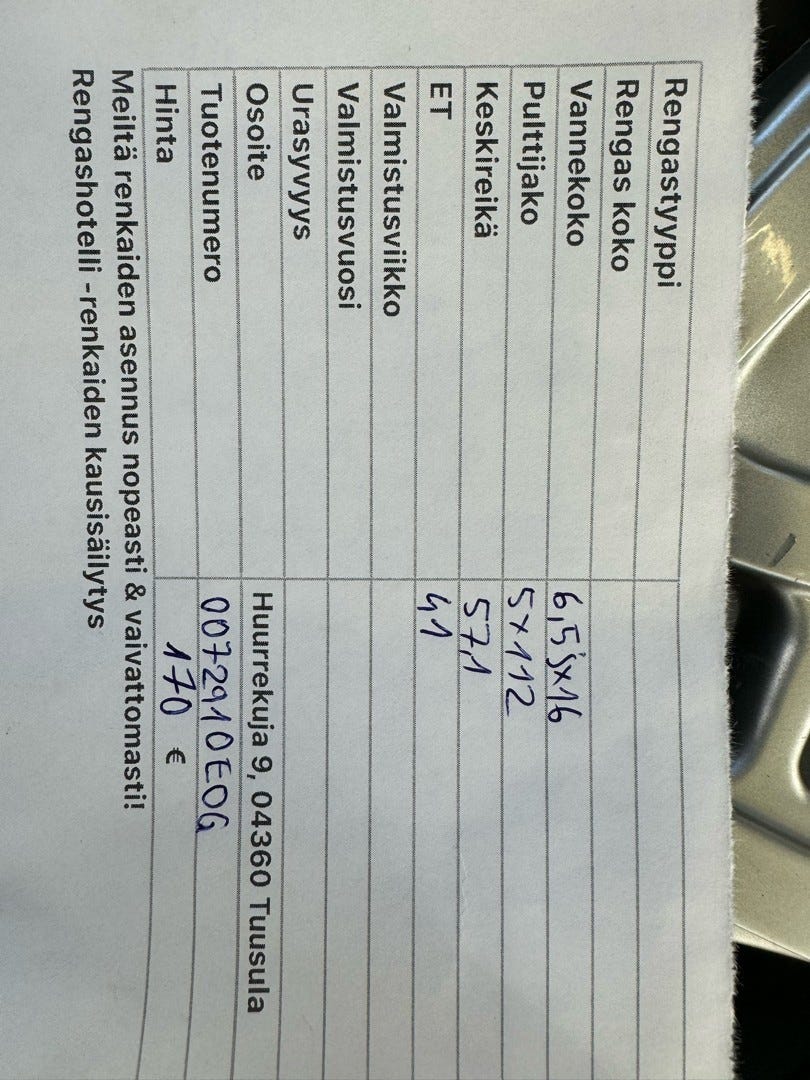 Rengastyyppi
Rengas koko
Vannekoko 6,5jx16
Pulttijako 5x112
Keskireikä 57,1
ET 41
Valmistusviikko
Valmistusvuosi
Urasyvyys
Osoite Huurrekuja 9, 04360 Tuusula
Tuotenumero 0072910EOG
Hinta 170 €
Meiltä renkaiden asennus nopeasti & vaivattomasti!
Rengashotelli -renkaiden kausisäilytys